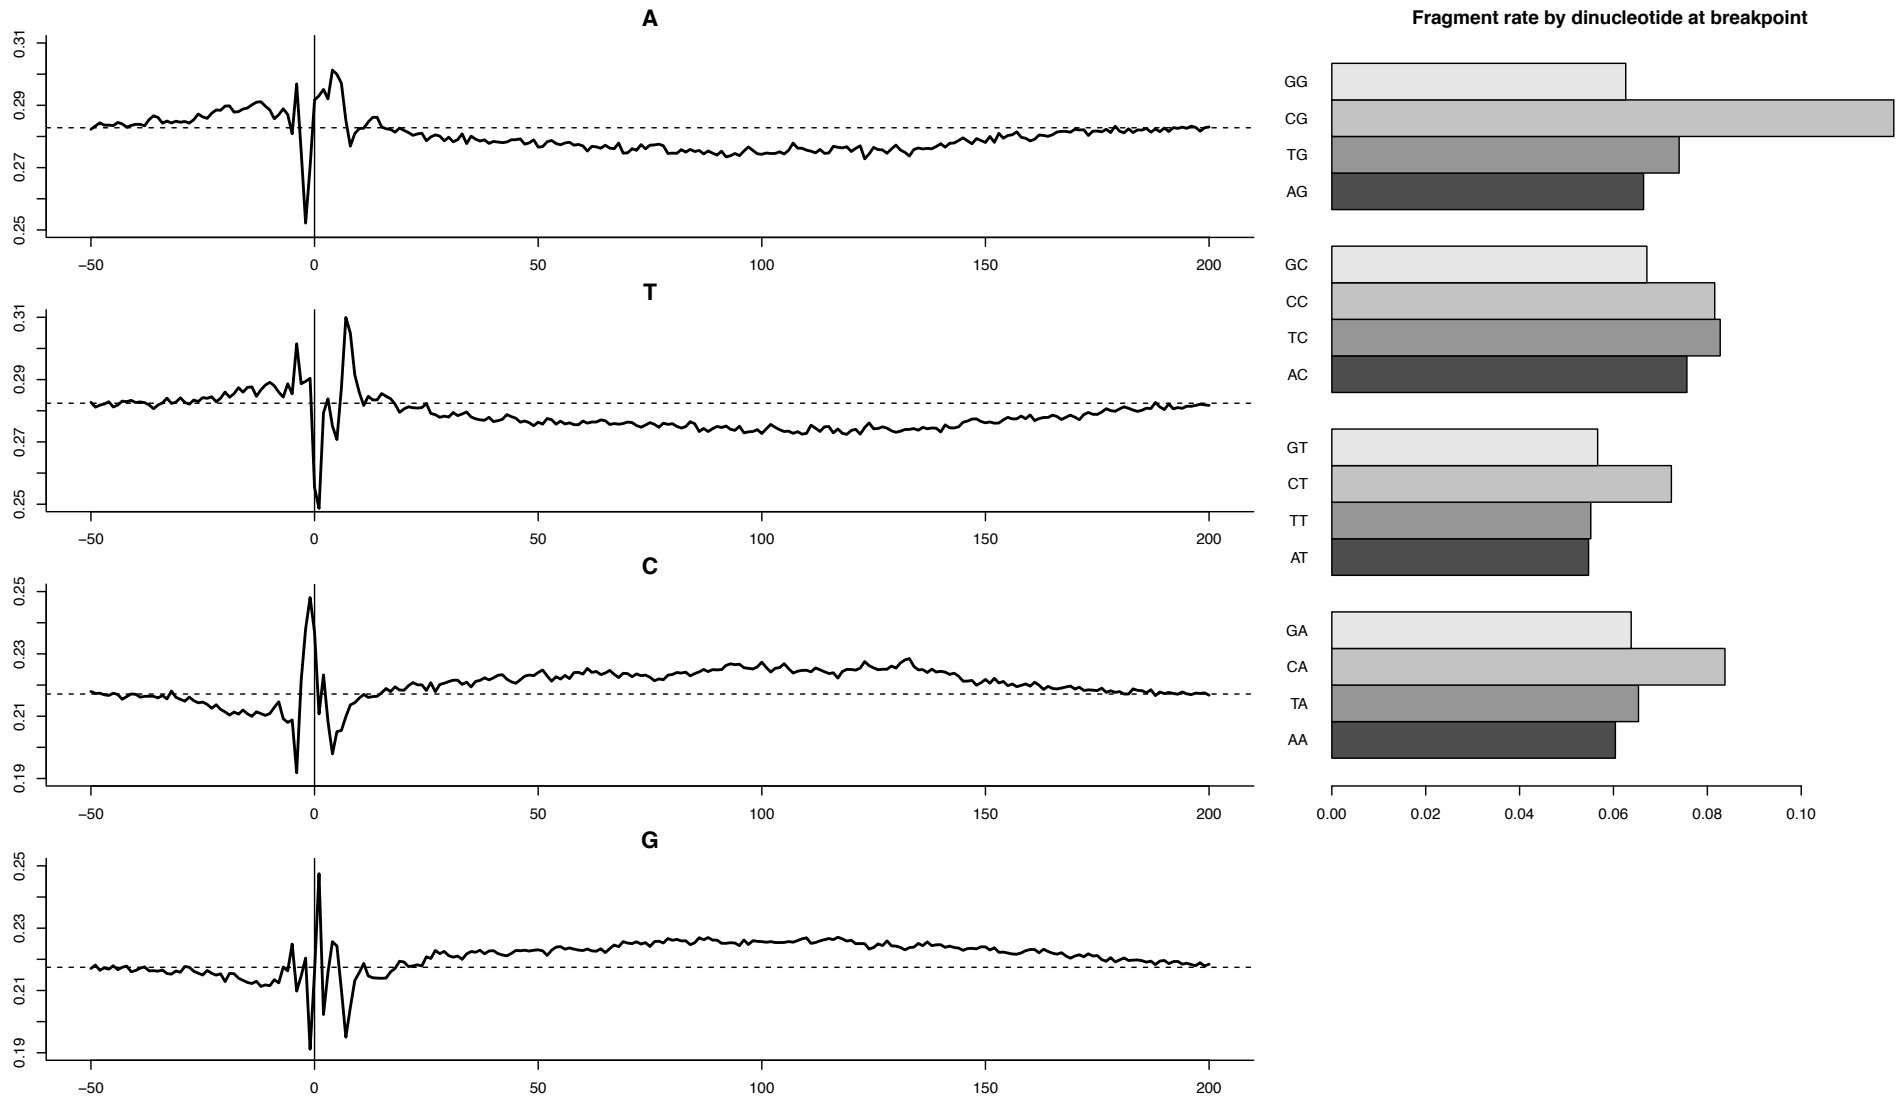 A
0.31
0.29
0.27
0.25
−50 0 50 100 150 200
T
0.31
0.29
0.27
0.25
−50 0 50 100 150 200
C
0.25
0.23
0.21
0.19
−50 0 50 100 150 200
G
0.25
0.23
0.21
0.19
−50 0 50 100 150 200
Fragment rate by dinucleotide at breakpoint
GG
CG
TG
AG
GC
CC
TC
AC
GT
CT
TT
AT
GA
CA
TA
AA
0.00 0.02 0.04 0.06 0.08 0.10